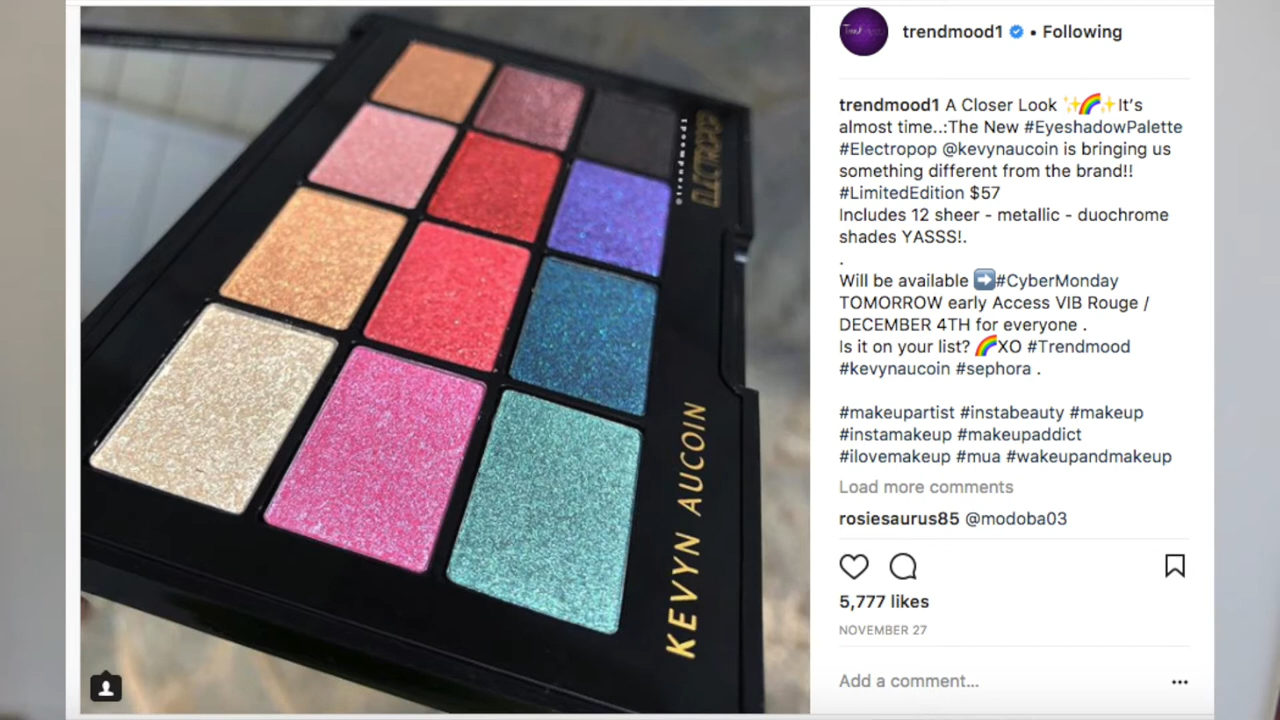 trendmood1 • Following
trendmood1 A Closer Look ✨🌈✨It's
almost time..:The New #EyeshadowPalette
#Electropop @kevynaucoin is bringing us
something different from the brand!!
#LimitedEdition $57
Includes 12 sheer - metallic - duochrome
shades YASSS!.
.
Will be available ➡️#CyberMonday
TOMORROW early Access VIB Rouge /
DECEMBER 4TH for everyone .
Is it on your list? 🌈XO #Trendmood
#kevynaucoin #sephora .
#makeupartist #instabeauty #makeup
#instamakeup #makeupaddict
#ilovemakeup #mua #wakeupandmakeup
Load more comments
rosiesaurus85 @modoba03
5,777 likes
NOVEMBER 27
Add a comment...
KEVYN AUCOIN
ELECTROPOP
@trendmood1